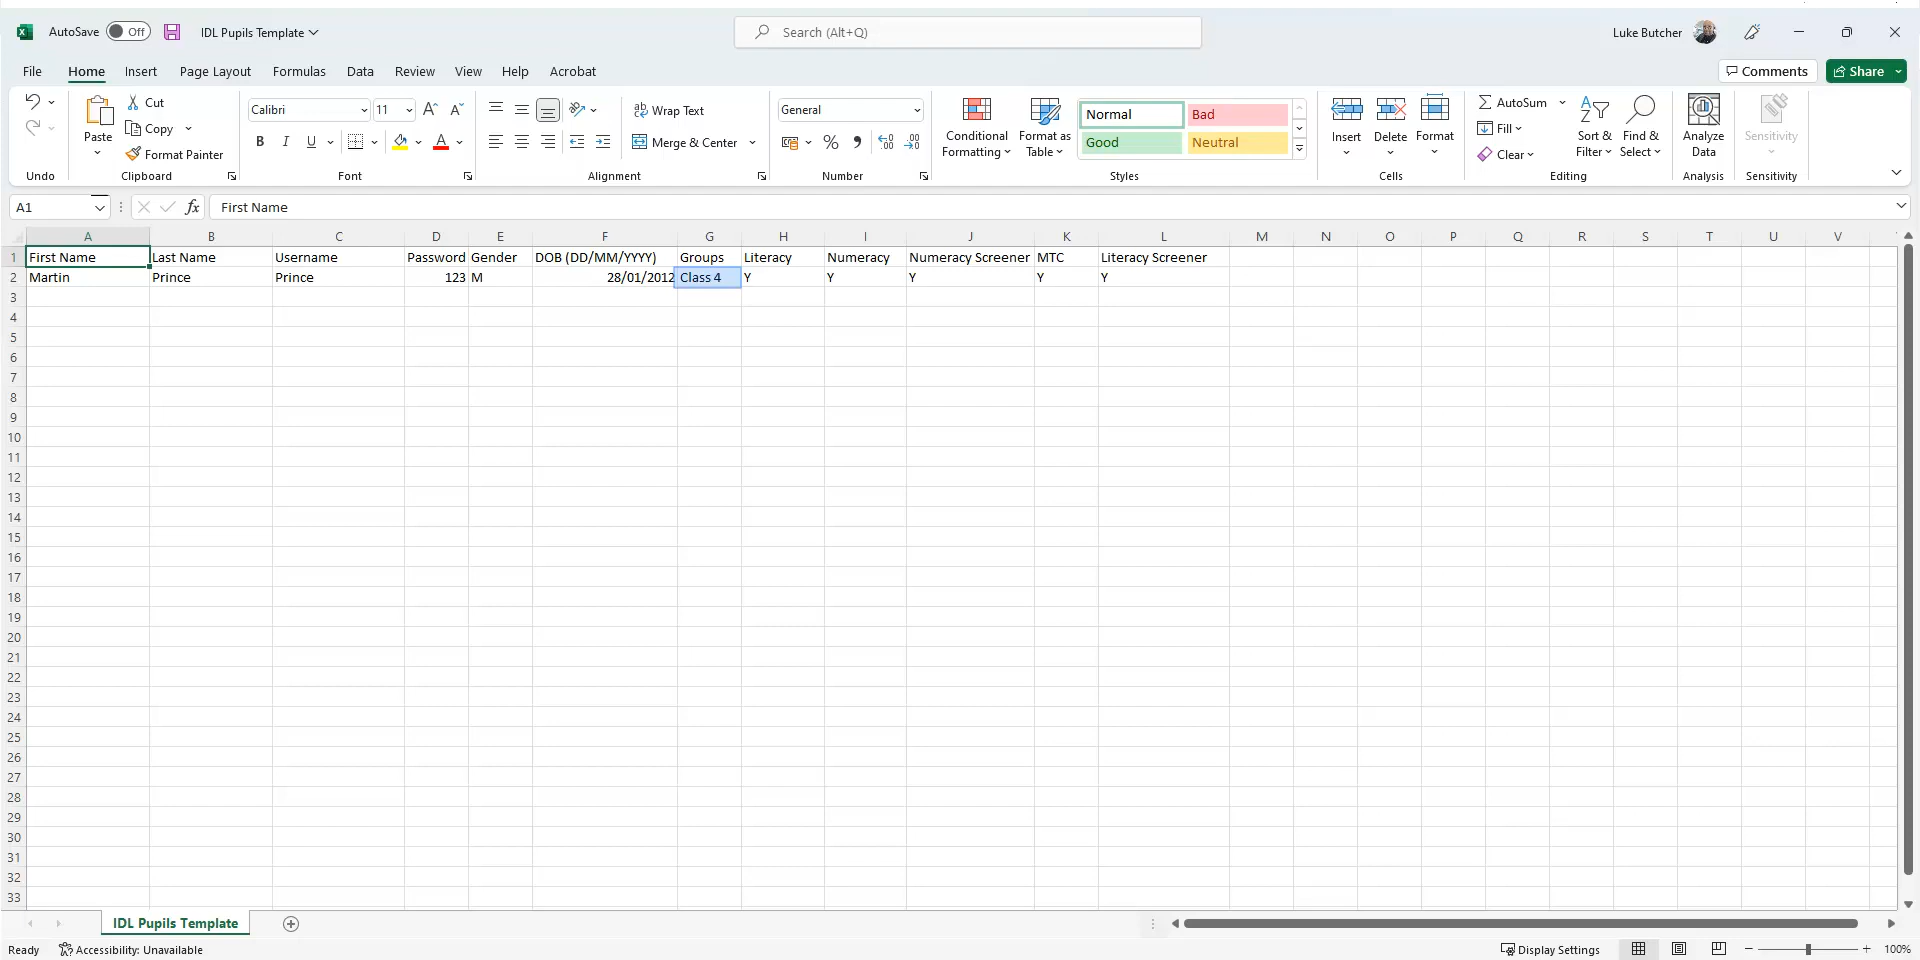 AutoSave Off IDL Pupils Template Search (Alt+Q) Luke Butcher
File Home Insert Page Layout Formulas Data Review View Help Acrobat Comments Share
Paste Cut Copy Format Painter
Calibri 11
B I U A
Wrap Text
Merge & Center
General
% 9
Conditional Formatting Format as Table
Normal Bad
Good Neutral
Insert Delete Format
AutoSum
Fill
Clear
Sort & Filter Find & Select
Analyze Data
Sensitivity
Undo Clipboard Font Alignment Number Styles Cells Editing Analysis Sensitivity
A1 fx First Name
A B C D E F G H I J K L M N O P Q R S T U V
1 First Name Last Name Username Password Gender DOB (DD/MM/YYYY) Groups Literacy Numeracy Numeracy Screener MTC Literacy Screener
2 Martin Prince Prince 123 M 28/01/2012 Class 4 Y Y Y Y Y
3
4
5
6
7
8
9
10
11
12
13
14
15
16
17
18
19
20
21
22
23
24
25
26
27
28
29
30
31
32
33
IDL Pupils Template
Ready Accessibility: Unavailable Display Settings 100%